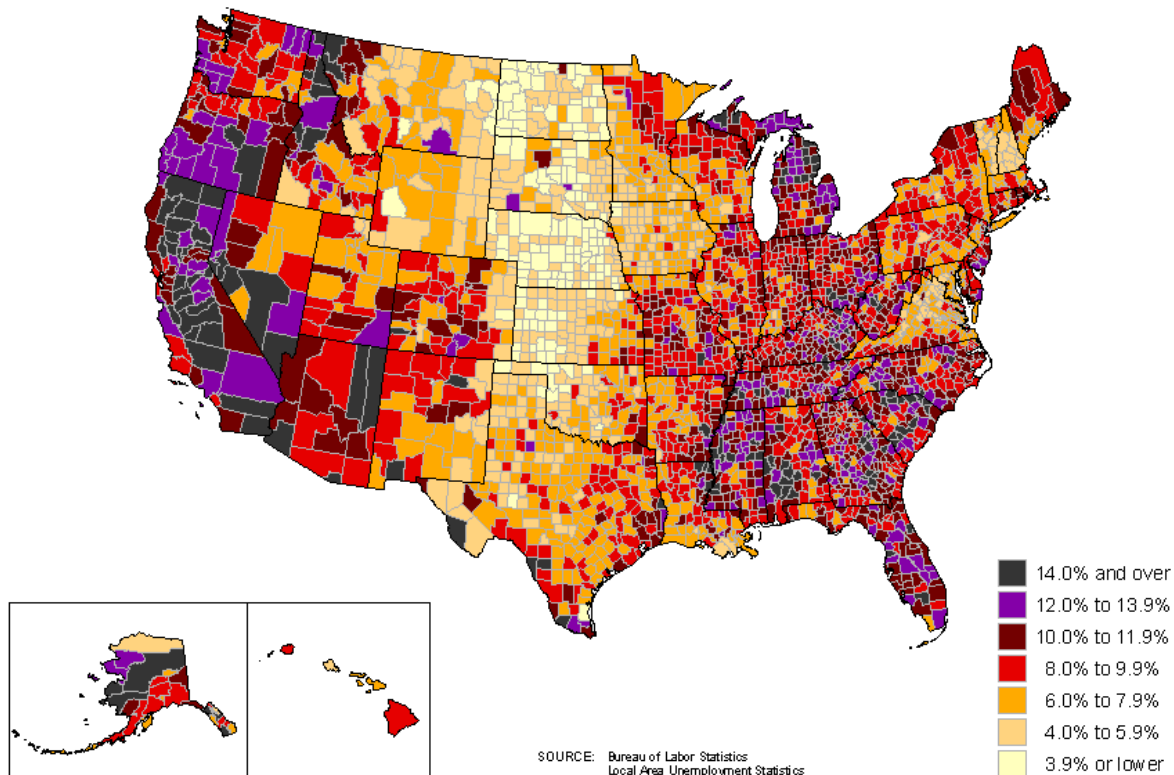 14.0% and over
12.0% to 13.9%
10.0% to 11.9%
8.0% to 9.9%
6.0% to 7.9%
4.0% to 5.9%
3.9% or lower
SOURCE: Bureau of Labor Statistics
Local Area Unemployment Statistics